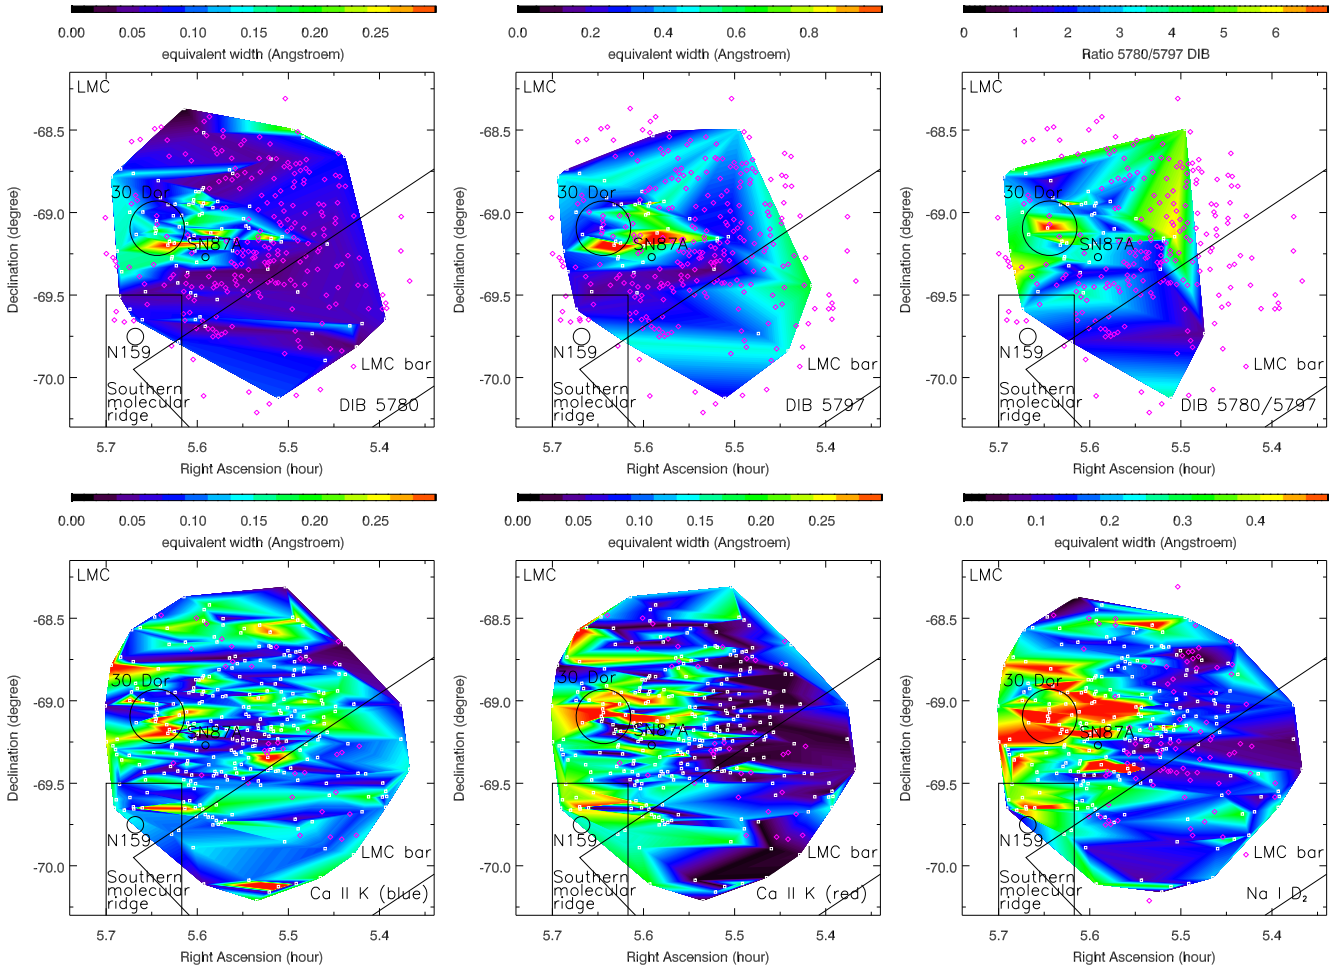 0.00 0.05 0.10 0.15 0.20 0.25
equivalent width (Angstroem)
LMC
30 Dor
SN87A
N159
Southern
molecular
ridge
LMC bar
DIB 5780
-68.5
-69.0
-69.5
-70.0
Declination (degree)
5.7 5.6 5.5 5.4
Right Ascension (hour)
0.0 0.2 0.4 0.6 0.8
equivalent width (Angstroem)
LMC
30 Dor
SN87A
N159
Southern
molecular
ridge
LMC bar
DIB 5797
5.7 5.6 5.5 5.4
Right Ascension (hour)
0 1 2 3 4 5 6
Ratio 5780/5797 DIB
LMC
30 Dor
SN87A
N159
Southern
molecular
ridge
LMC bar
DIB 5780/5797
-68.5
-69.0
-69.5
-70.0
Declination (degree)
5.7 5.6 5.5 5.4
Right Ascension (hour)
0.00 0.05 0.10 0.15 0.20 0.25
equivalent width (Angstroem)
LMC
30 Dor
SN87A
N159
Southern
molecular
ridge
LMC bar
Ca II K (blue)
-68.5
-69.0
-69.5
-70.0
Declination (degree)
5.7 5.6 5.5 5.4
Right Ascension (hour)
0.00 0.05 0.10 0.15 0.20 0.25
equivalent width (Angstroem)
LMC
30 Dor
SN87A
N159
Southern
molecular
ridge
LMC bar
Ca II K (red)
-68.5
-69.0
-69.5
-70.0
Declination (degree)
5.7 5.6 5.5 5.4
Right Ascension (hour)
0.0 0.1 0.2 0.3 0.4
equivalent width (Angstroem)
LMC
30 Dor
SN87A
N159
Southern
molecular
ridge
LMC bar
Na I D₂
-68.5
-69.0
-69.5
-70.0
Declination (degree)
5.7 5.6 5.5 5.4
Right Ascension (hour)